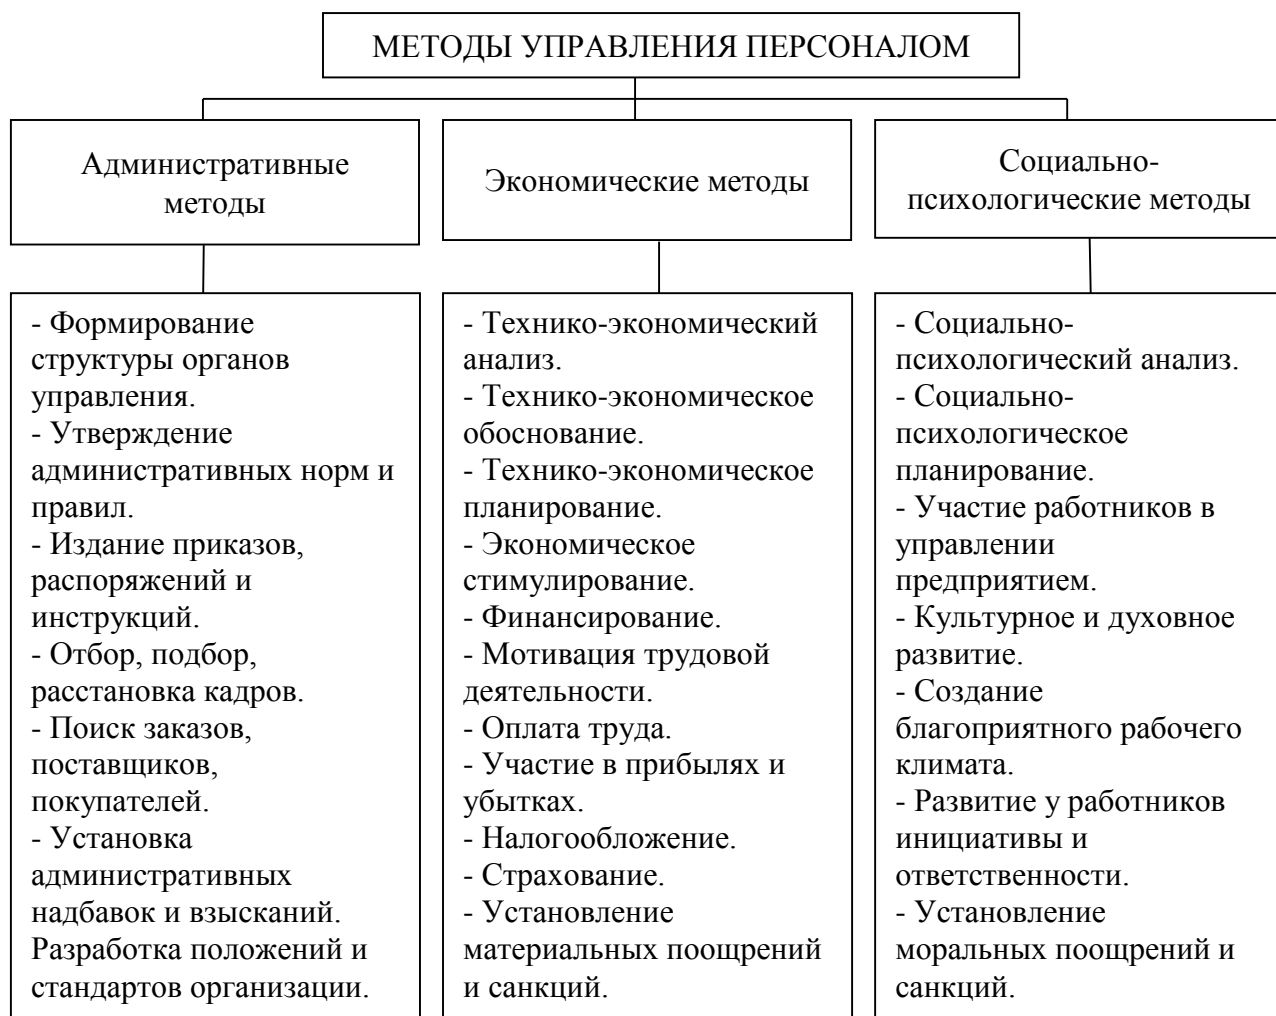 МЕТОДЫ УПРАВЛЕНИЯ ПЕРСОНАЛОМ
Административные
методы
Экономические методы
Социально-
психологические методы
- Формирование
структуры органов
управления.
- Утверждение
административных норм и
правил.
- Издание приказов,
распоряжений и
инструкций.
- Отбор, подбор,
расстановка кадров.
- Поиск заказов,
поставщиков,
покупателей.
- Установка
административных
надбавок и взысканий.
Разработка положений и
стандартов организации.
- Технико-экономический
анализ.
- Технико-экономическое
обоснование.
- Технико-экономическое
планирование.
- Экономическое
стимулирование.
- Финансирование.
- Мотивация трудовой
деятельности.
- Оплата труда.
- Участие в прибылях и
убытках.
- Налогообложение.
- Страхование.
- Установление
материальных поощрений
и санкций.
- Социально-
психологический анализ.
- Социально-
психологическое
планирование.
- Участие работников в
управлении
предприятием.
- Культурное и духовное
развитие.
- Создание
благоприятного рабочего
климата.
- Развитие у работников
инициативы и
ответственности.
- Установление
моральных поощрений и
санкций.